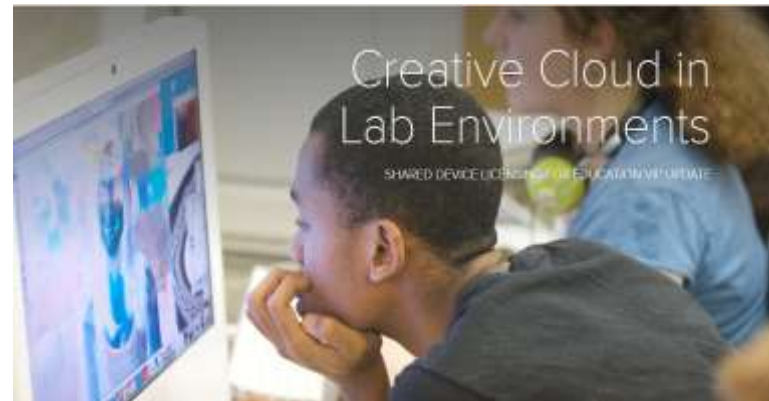 Creative Cloud in
Lab Environments
SHARED DEVICE LICENSING FOR EDUCATION VIP UPDATE